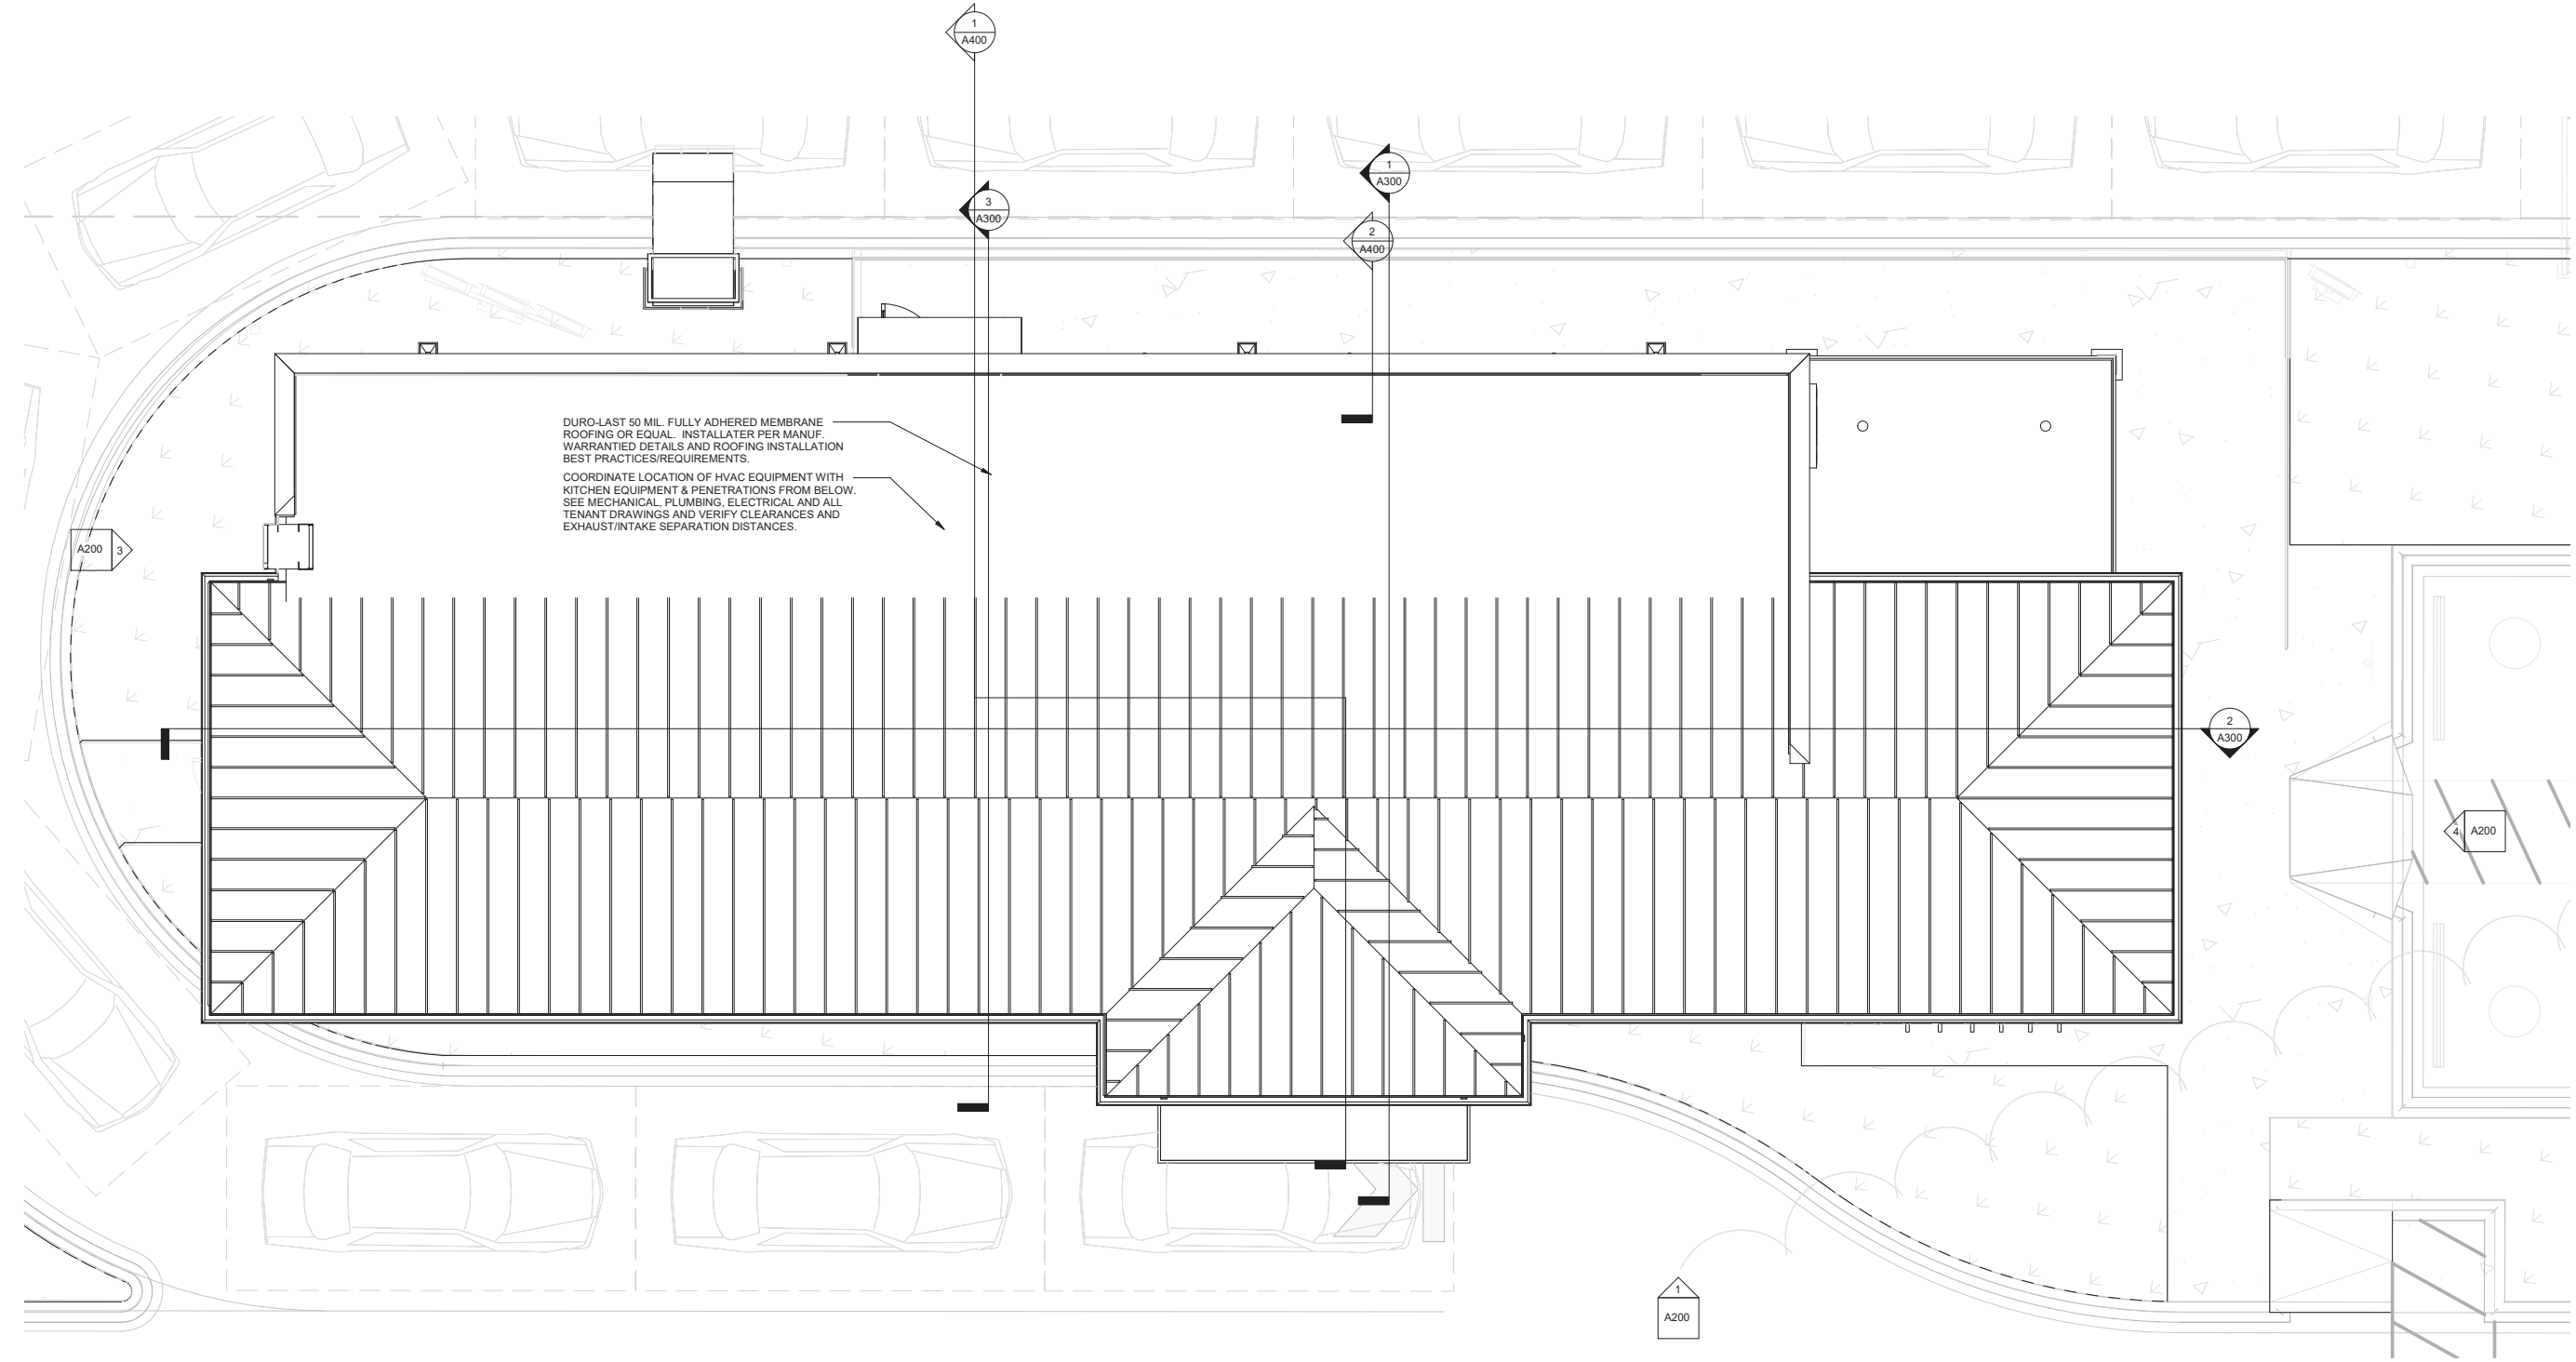 1
A400
1
A300
3
A300
2
A400
DURO-LAST 50 MIL. FULLY ADHERED MEMBRANE
ROOFING OR EQUAL. INSTALLATER PER MANUF.
WARRANTIED DETAILS AND ROOFING INSTALLATION
BEST PRACTICES/REQUIREMENTS.
COORDINATE LOCATION OF HVAC EQUIPMENT WITH
KITCHEN EQUIPMENT & PENETRATIONS FROM BELOW.
SEE MECHANICAL, PLUMBING, ELECTRICAL AND ALL
TENANT DRAWINGS AND VERIFY CLEARANCES AND
EXHAUST/INTAKE SEPARATION DISTANCES.
A200 3
2
A300
4 A200
1
A200